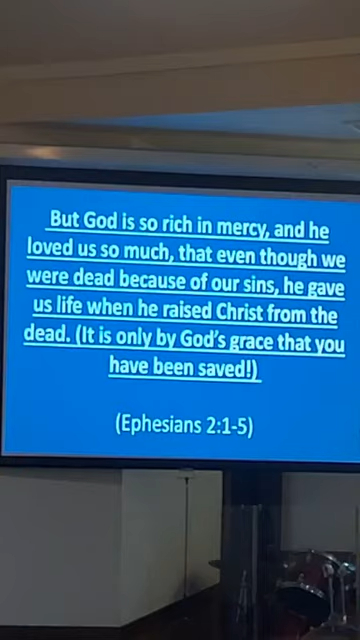 But God is so rich in mercy, and he
loved us so much, that even though we
were dead because of our sins, he gave
us life when he raised Christ from the
dead. (It is only by God's grace that you
have been saved!)
(Ephesians 2:1-5)